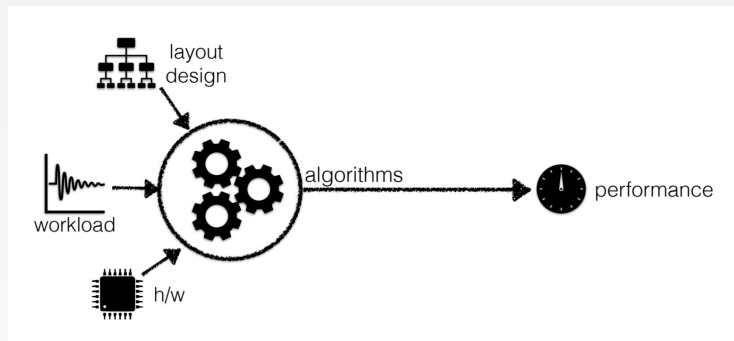 layout
design
workload
h/w
algorithms
performance